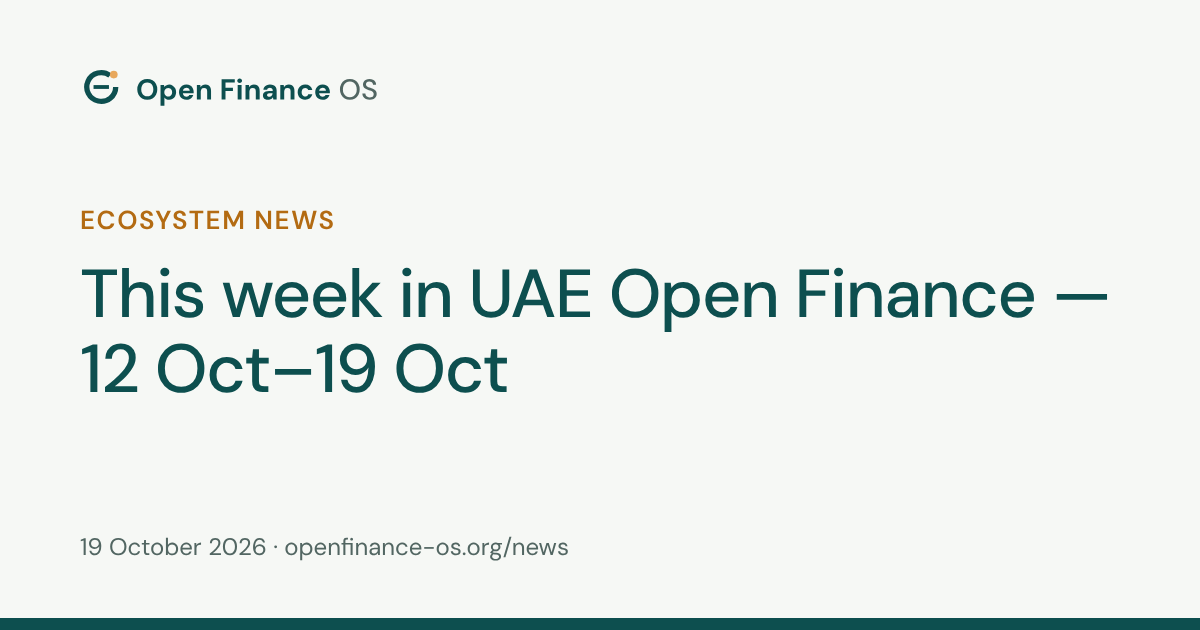 Open Finance OS
ECOSYSTEM NEWS
This week in UAE Open Finance —
12 Oct–19 Oct
19 October 2026 · openfinance-os.org/news